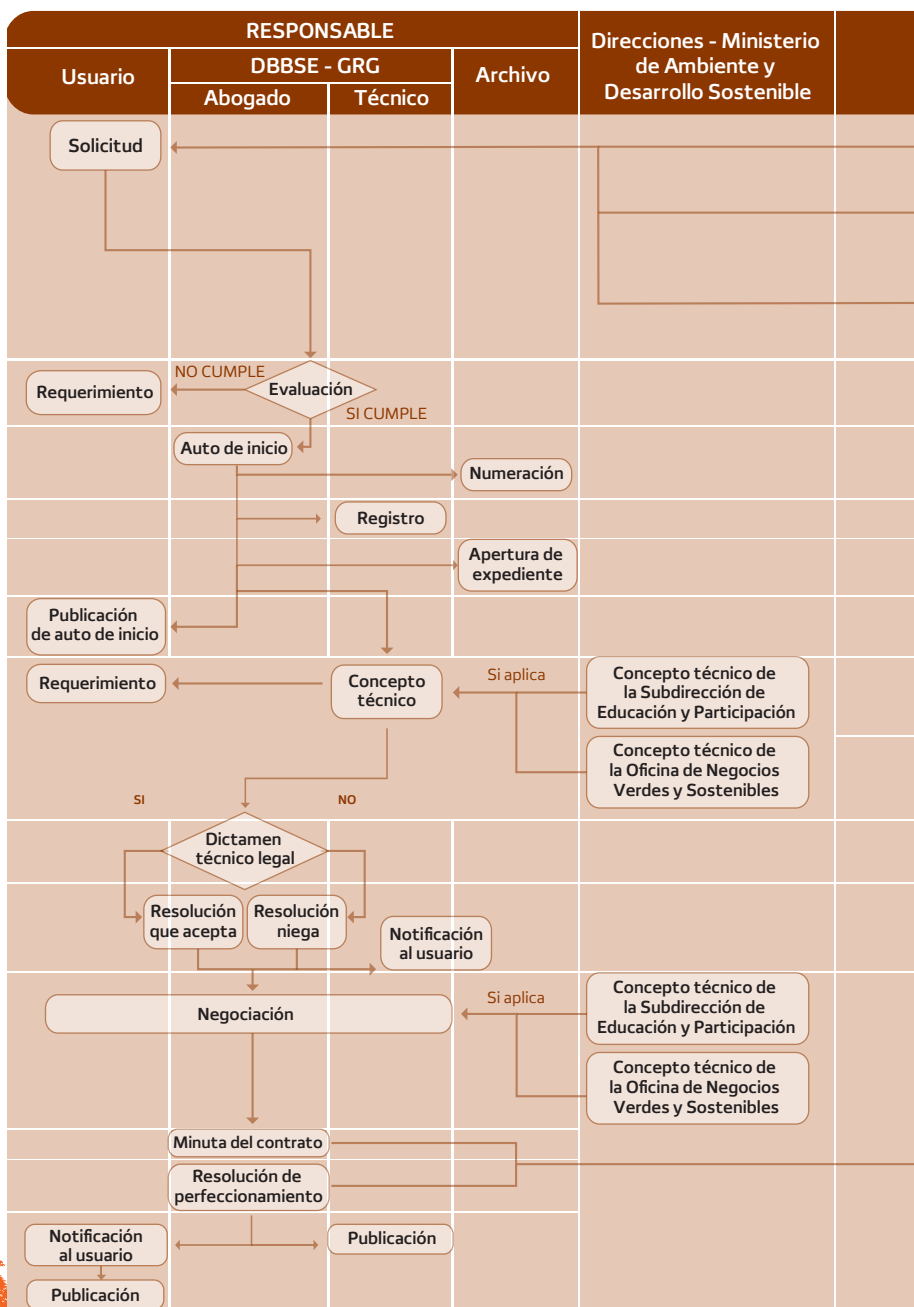 RESPONSABLE
Direcciones - Ministerio
de Ambiente y
Desarrollo Sostenible
Usuario
DBBSE - GRG
Archivo
Abogado
Técnico
Solicitud
NO CUMPLE
Requerimiento
Evaluación
SI CUMPLE
Auto de inicio
Numeración
Registro
Apertura de
expediente
Publicación
de auto de inicio
Requerimiento
Concepto
técnico
Si aplica
Concepto técnico de
la Subdirección de
Educación y Participación
Concepto técnico de
la Oficina de Negocios
Verdes y Sostenibles
SI
NO
Dictamen
técnico legal
Resolución
que acepta
Resolución
niega
Notificación
al usuario
Negociación
Si aplica
Concepto técnico de
la Subdirección de
Educación y Participación
Concepto técnico de
la Oficina de Negocios
Verdes y Sostenibles
Minuta del contrato
Resolución de
perfeccionamiento
Notificación
al usuario
Publicación
Publicación